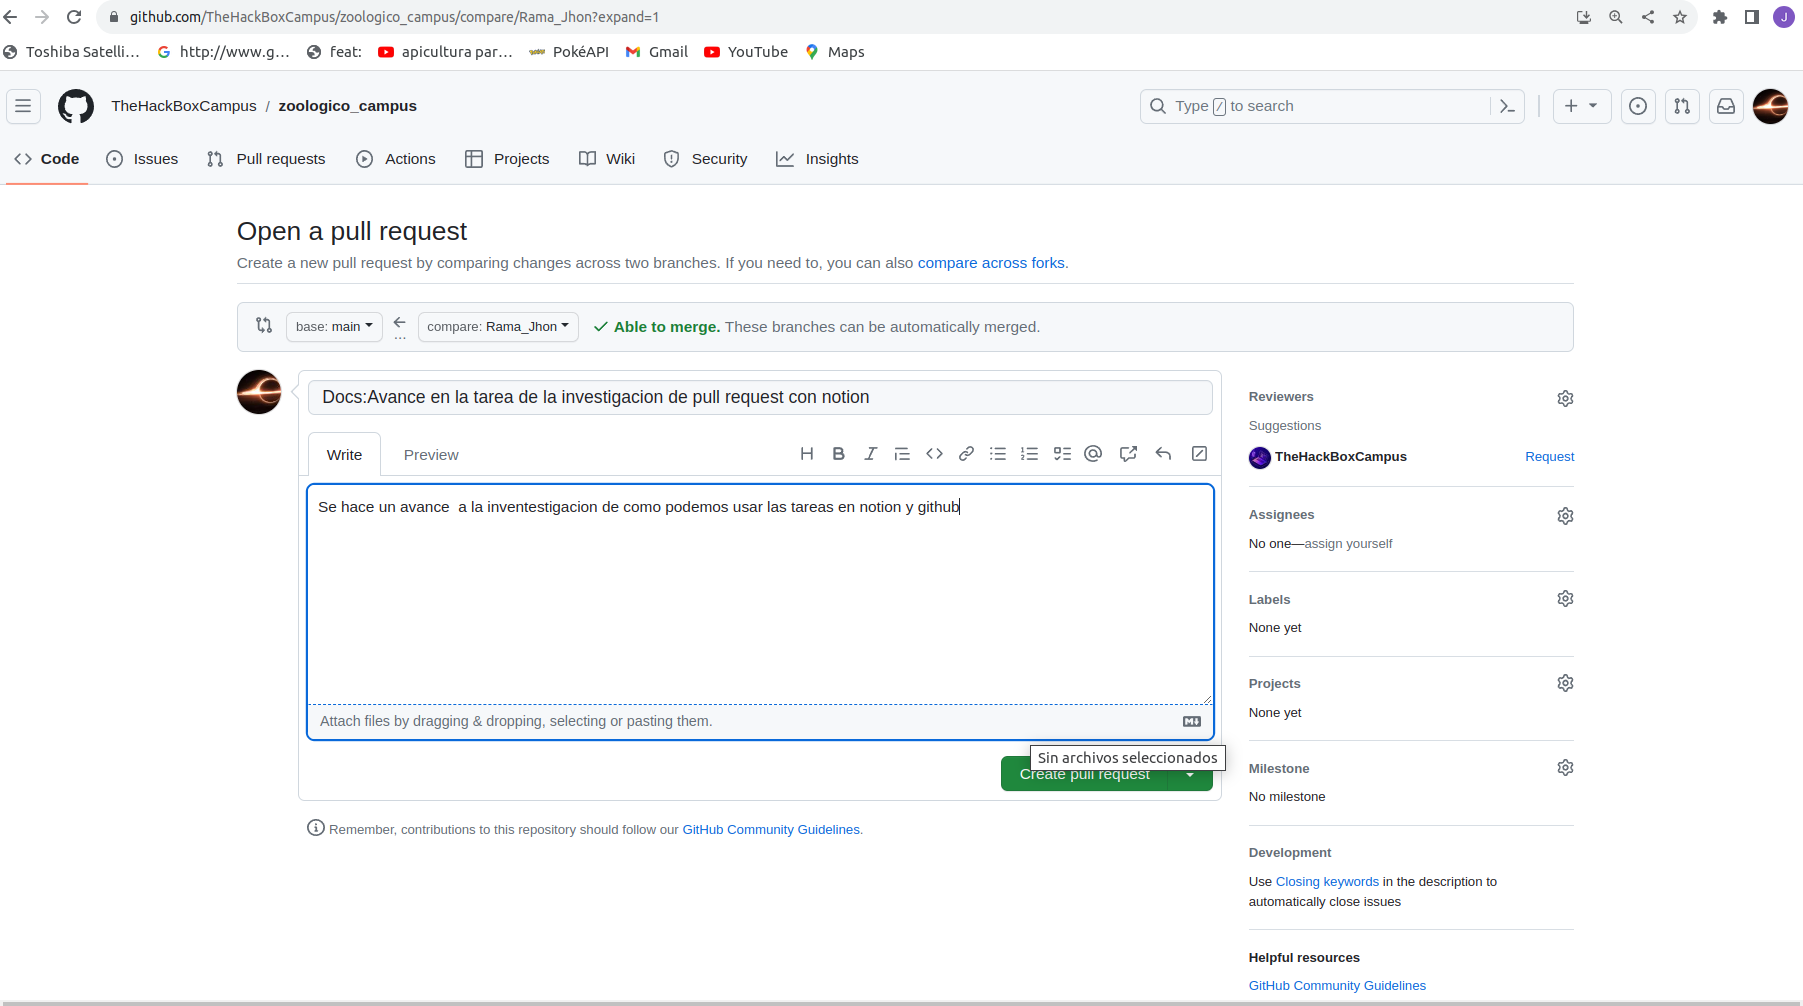 github.com/TheHackBoxCampus/zoologico_campus/compare/Rama_Jhon?expand=1
J
Toshiba Satelli… http://www.g… feat: apicultura par… PokéAPI Gmail YouTube Maps
TheHackBoxCampus / zoologico_campus
Type / to search
Code Issues Pull requests Actions Projects Wiki Security Insights
Open a pull request
Create a new pull request by comparing changes across two branches. If you need to, you can also compare across forks.
base: main ... compare: Rama_Jhon Able to merge. These branches can be automatically merged.
Docs:Avance en la tarea de la investigacion de pull request con notion
Write Preview
Se hace un avance  a la inventestigacion de como podemos usar las tareas en notion y github
Attach files by dragging & dropping, selecting or pasting them.
Sin archivos seleccionados
Create pull request
Remember, contributions to this repository should follow our GitHub Community Guidelines.
Reviewers
Suggestions
TheHackBoxCampus Request
Assignees
No one—assign yourself
Labels
None yet
Projects
None yet
Milestone
No milestone
Development
Use Closing keywords in the description to
automatically close issues
Helpful resources
GitHub Community Guidelines